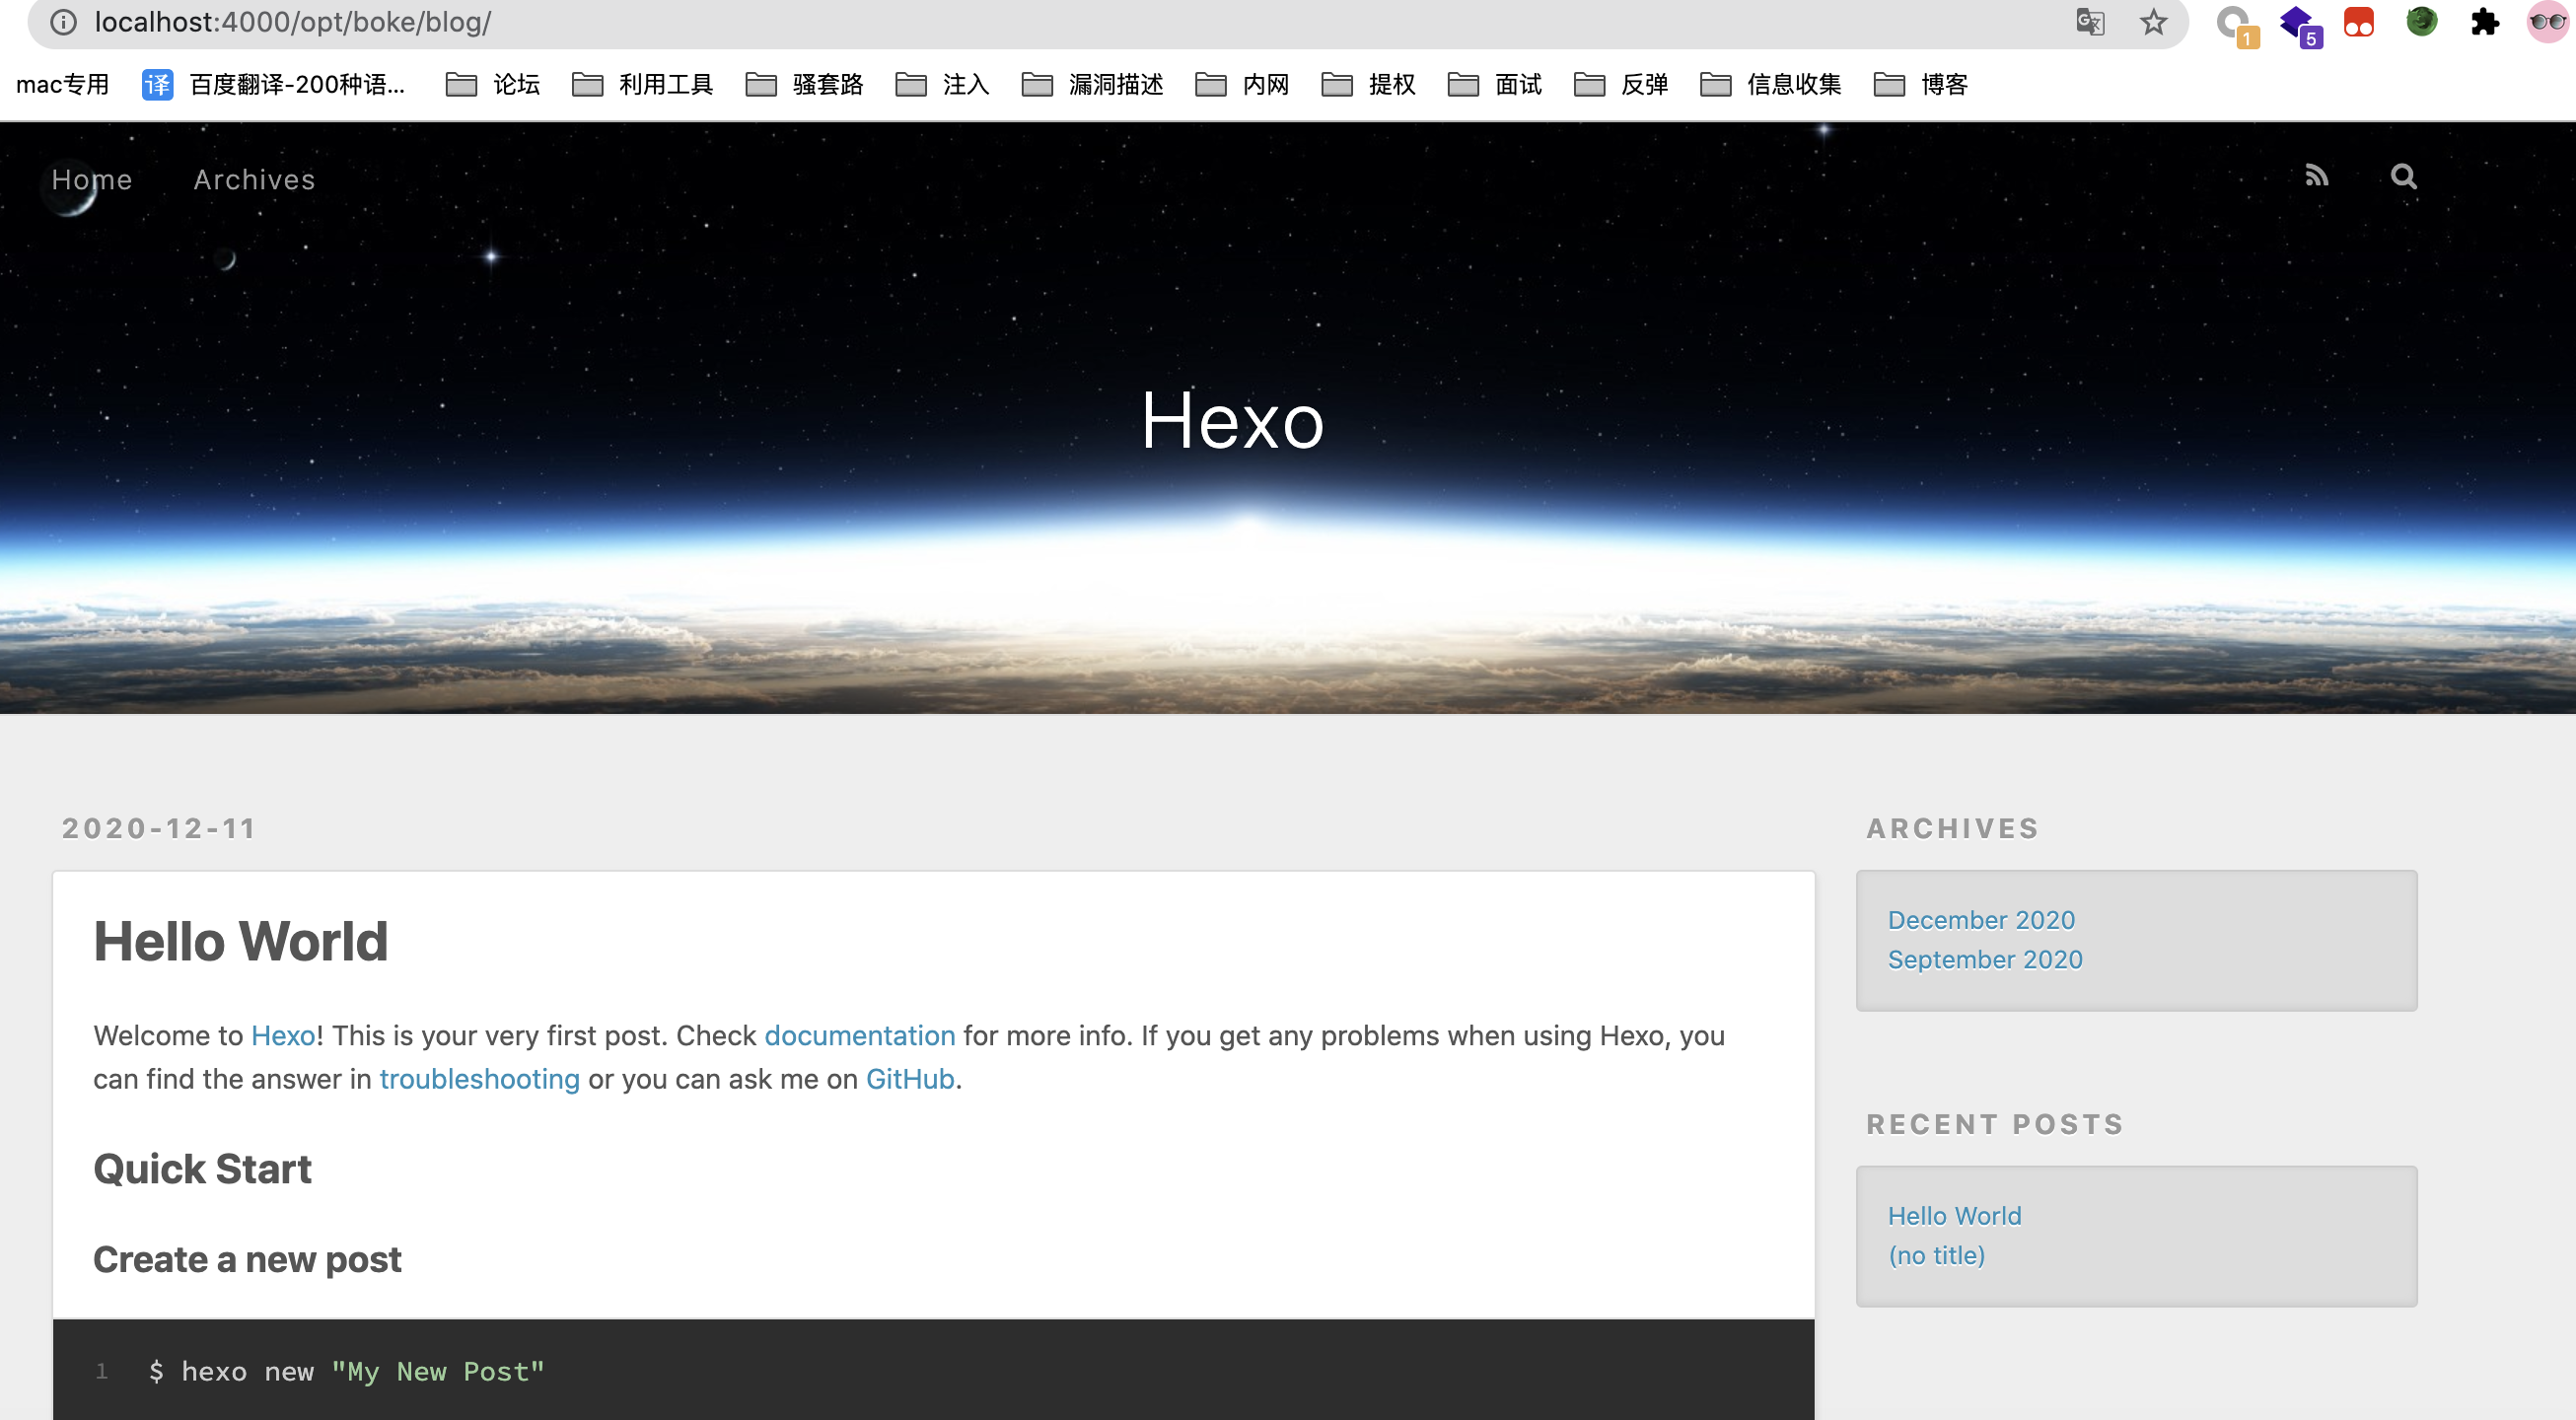 localhost:4000/opt/boke/blog/
1
5
mac专用
译 百度翻译-200种语...
论坛
利用工具
骚套路
注入
漏洞描述
内网
提权
面试
反弹
信息收集
博客
Home
Archives
Hexo
2020-12-11
Hello World
Welcome to Hexo! This is your very first post. Check documentation for more info. If you get any problems when using Hexo, you
can find the answer in troubleshooting or you can ask me on GitHub.
Quick Start
Create a new post
1 $ hexo new "My New Post"
ARCHIVES
December 2020
September 2020
RECENT POSTS
Hello World
(no title)